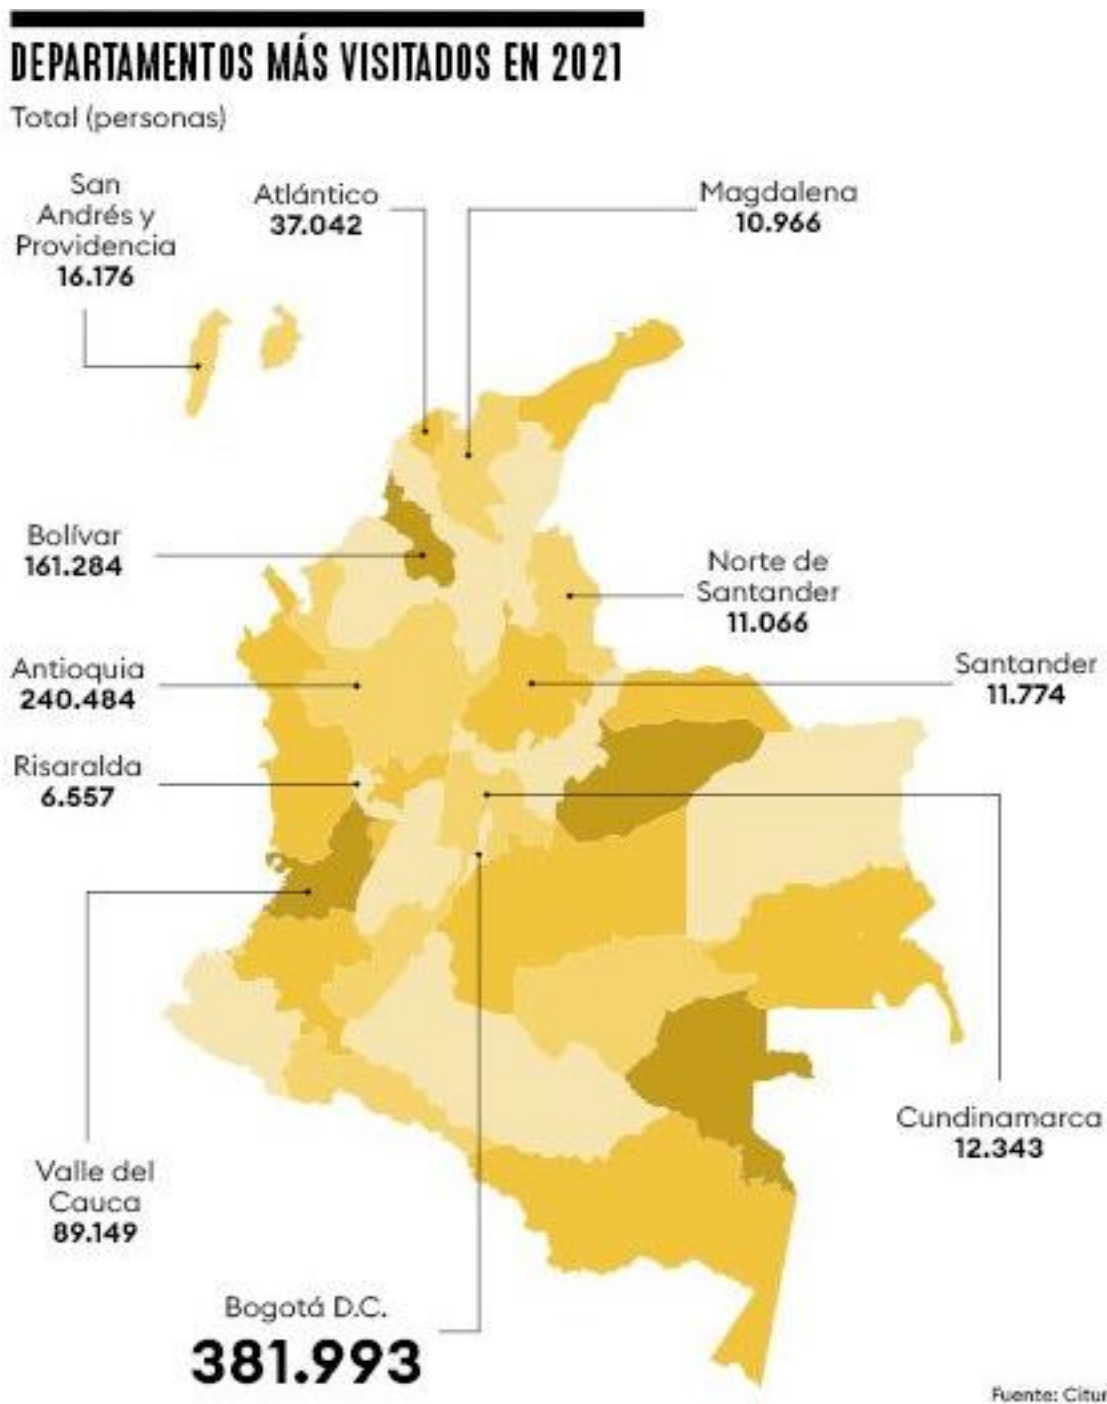 DEPARTAMENTOS MÁS VISITADOS EN 2021
Total (personas)
San
Andrés y
Providencia
16.176
Atlántico
37.042
Magdalena
10.966
Bolívar
161.284
Norte de
Santander
11.066
Antioquia
240.484
Santander
11.774
Risaralda
6.557
Cundinamarca
12.343
Valle del
Cauca
89.149
Bogotá D.C.
381.993
Fuente: Citur